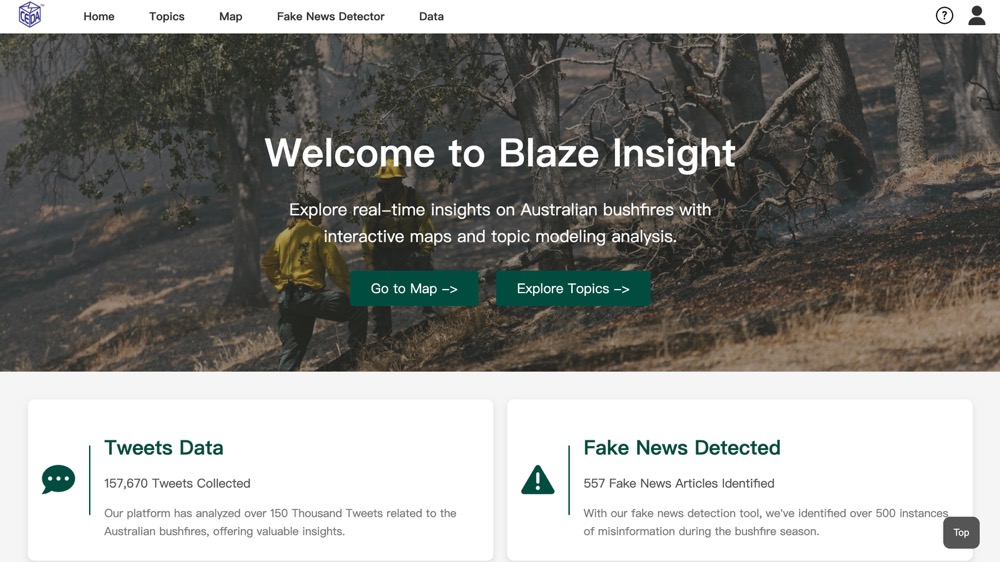 CEIDA
Home
Topics
Map
Fake News Detector
Data
?
Welcome to Blaze Insight
Explore real-time insights on Australian bushfires with
interactive maps and topic modeling analysis.
Go to Map ->
Explore Topics ->
Tweets Data
157,670 Tweets Collected
Our platform has analyzed over 150 Thousand Tweets related to the
Australian bushfires, offering valuable insights.
Fake News Detected
557 Fake News Articles Identified
With our fake news detection tool, we've identified over 500 instances
of misinformation during the bushfire season.
Top